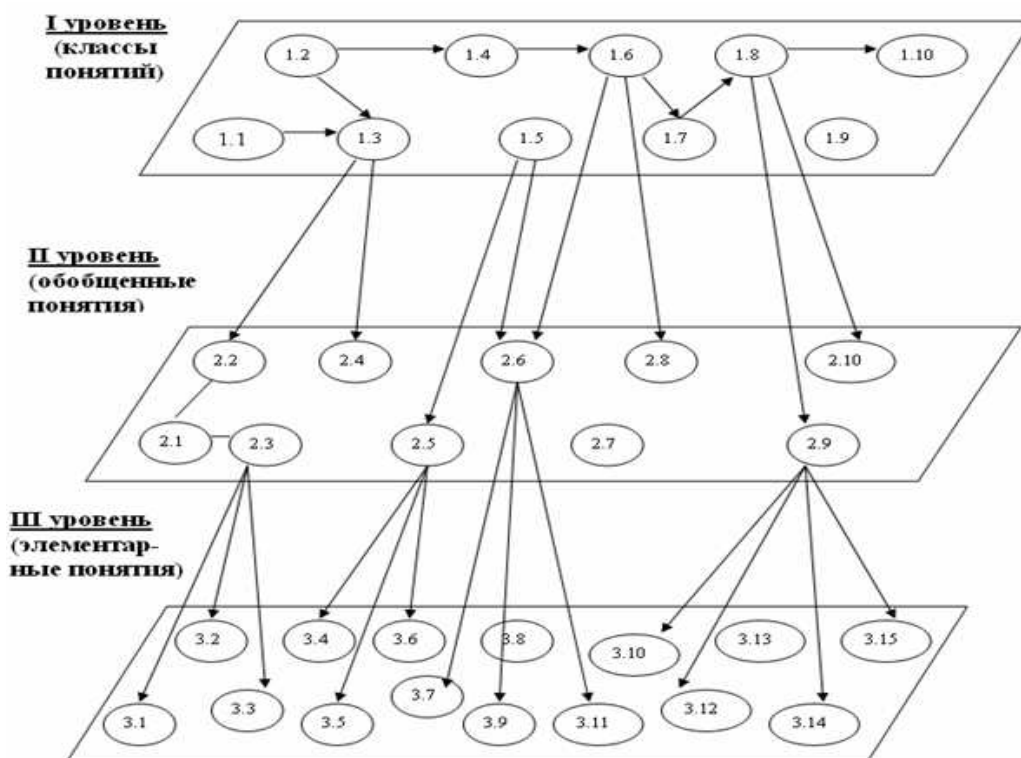 I уровень
(классы
понятий)
1.2 1.4 1.6 1.8 1.10
1.1 1.3 1.5 1.7 1.9
II уровень
(обобщенные
понятия)
2.2 2.4 2.6 2.8 2.10
2.1 2.3 2.5 2.7 2.9
III уровень
(элементар-
ные понятия)
3.2 3.4 3.6 3.8 3.10 3.13 3.15
3.1 3.3 3.5 3.7 3.9 3.11 3.12 3.14